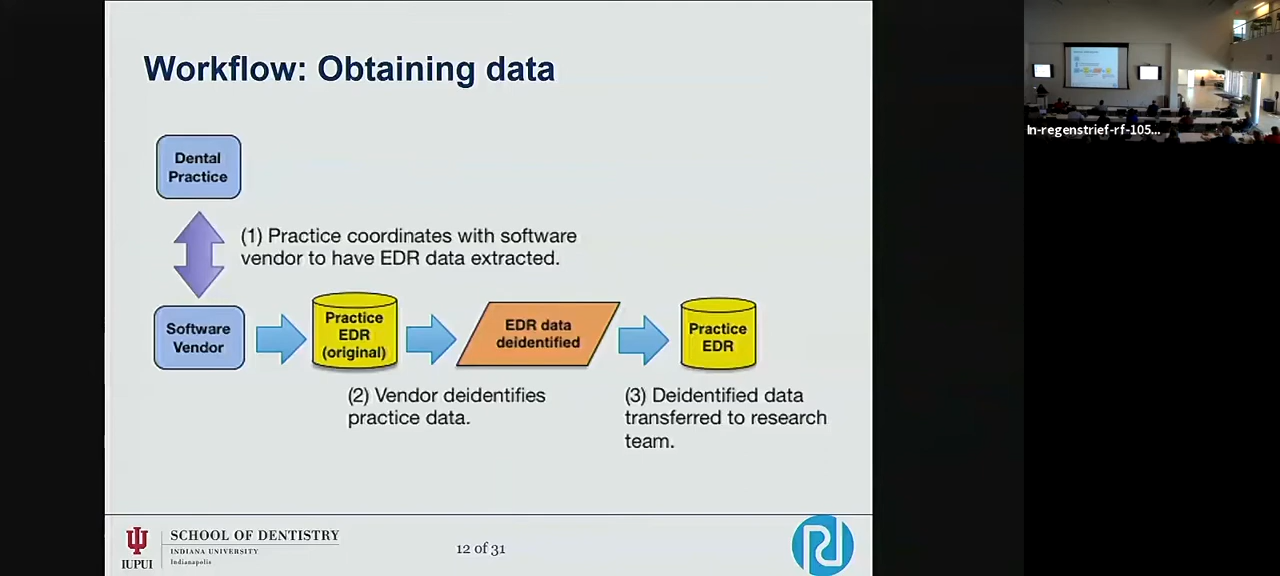 Workflow: Obtaining data
Dental
Practice
(1) Practice coordinates with software
vendor to have EDR data extracted.
Software
Vendor
Practice
EDR
(original)
EDR data
deidentified
Practice
EDR
(2) Vendor deidentifies
practice data.
(3) Deidentified data
transferred to research
team.
IUPUI
SCHOOL OF DENTISTRY
INDIANA UNIVERSITY
Indianapolis
12 of 31
In-regenstrief-rf-105...